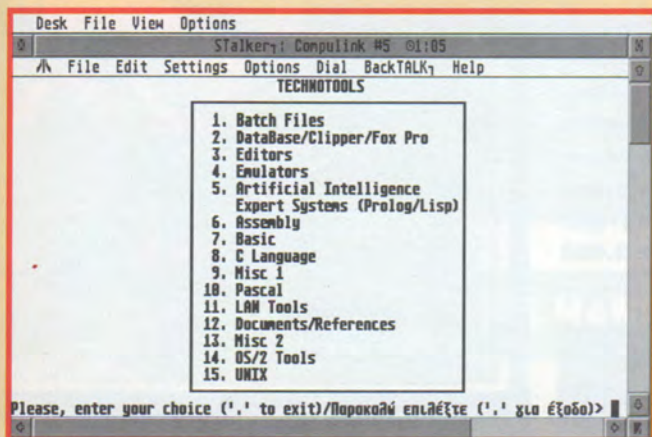 Desk File View Options
STalker┐: Compulink #5 ⊙1:05
File Edit Settings Options Dial BackTALK┐ Help
TECHNOTOOLS
1. Batch Files
2. DataBase/Clipper/Fox Pro
3. Editors
4. Emulators
5. Artificial Intelligence
Expert Systems (Prolog/Lisp)
6. Assembly
7. Basic
8. C Language
9. Misc 1
10. Pascal
11. LAN Tools
12. Documents/References
13. Misc 2
14. OS/2 Tools
15. UNIX
Please, enter your choice ('.' to exit)/Παρακαλώ επιλέξτε ('.' για έξοδο)>